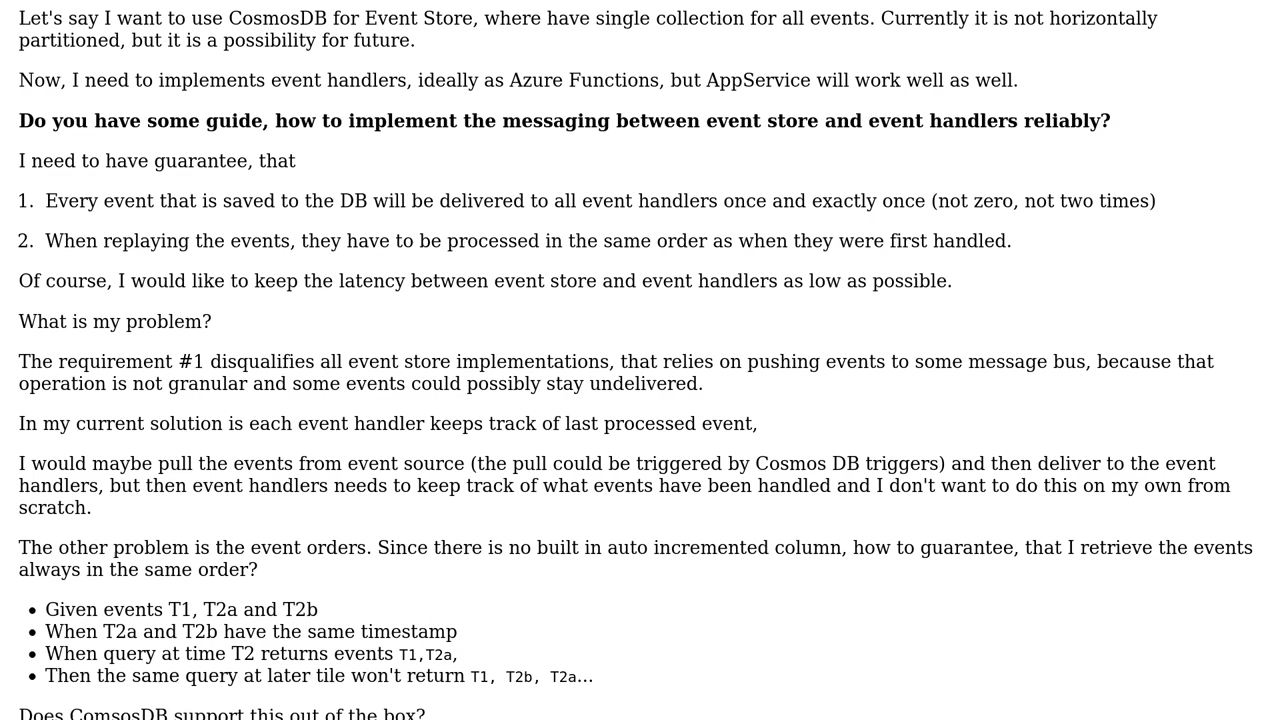 Let's say I want to use CosmosDB for Event Store, where have single collection for all events. Currently it is not horizontally
partitioned, but it is a possibility for future.
Now, I need to implements event handlers, ideally as Azure Functions, but AppService will work well as well.
Do you have some guide, how to implement the messaging between event store and event handlers reliably?
I need to have guarantee, that
1. Every event that is saved to the DB will be delivered to all event handlers once and exactly once (not zero, not two times)
2. When replaying the events, they have to be processed in the same order as when they were first handled.
Of course, I would like to keep the latency between event store and event handlers as low as possible.
What is my problem?
The requirement #1 disqualifies all event store implementations, that relies on pushing events to some message bus, because that
operation is not granular and some events could possibly stay undelivered.
In my current solution is each event handler keeps track of last processed event,
I would maybe pull the events from event source (the pull could be triggered by Cosmos DB triggers) and then deliver to the event
handlers, but then event handlers needs to keep track of what events have been handled and I don't want to do this on my own from
scratch.
The other problem is the event orders. Since there is no built in auto incremented column, how to guarantee, that I retrieve the events
always in the same order?
• Given events T1, T2a and T2b
• When T2a and T2b have the same timestamp
• When query at time T2 returns events T1,T2a,
• Then the same query at later tile won't return T1, T2b, T2a...
Does ComsosDB support this out of the box?